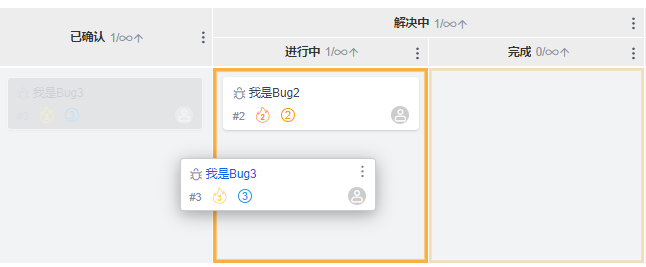 已确认 1/∞↑
解决中 1/∞↑
进行中 1/∞↑
完成 0/∞↑
我是Bug3
#3 3 3
我是Bug2
#2 2 2
我是Bug3
#3 3 3